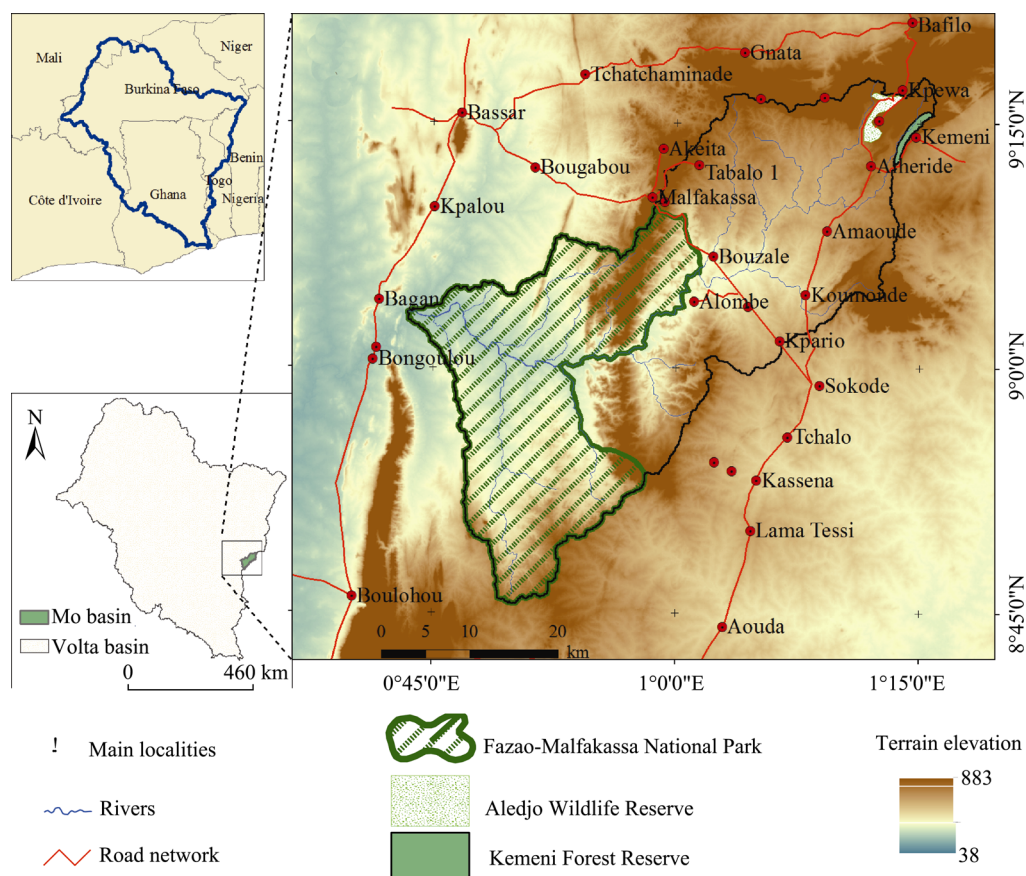 Mali
Niger
Burkina Faso
Benin
Ghana
Togo
Côte d'Ivoire
Nigeria
N
Mo basin
Volta basin
0
460 km
Bafilo
Gnata
Tchatchaminade
Kpewa
Bassar
Kemeni
Akeita
Bougabou
Tabalo 1
Aheride
Malfakassa
Kpalou
Amaoude
Bouzale
Bagan
Alombe
Koumonde
Kpario
Bongoulou
Sokode
Tchalo
Kassena
Lama Tessi
Boulohou
Aouda
0 5 10 20
km
9°15'0"N
9°0'0"N
8°45'0"N
0°45'0"E
1°0'0"E
1°15'0"E
! Main localities
Rivers
Road network
Fazao-Malfakassa National Park
Aledjo Wildlife Reserve
Kemeni Forest Reserve
Terrain elevation
883
38